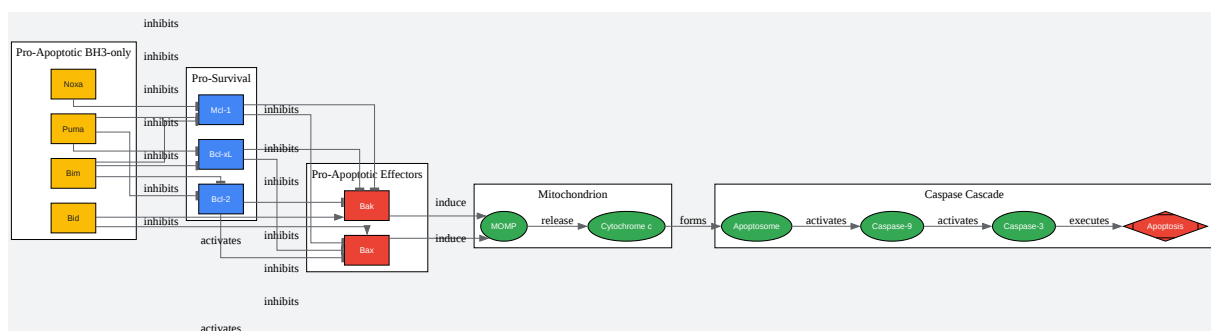 inhibits
inhibits
inhibits
inhibits
inhibits
inhibits
inhibits
activates
activates
Pro-Apoptotic BH3-only
Noxa
Puma
Bim
Bid
Pro-Survival
Mcl-1
Bcl-xL
Bcl-2
inhibits
inhibits
inhibits
inhibits
inhibits
inhibits
Pro-Apoptotic Effectors
Bak
Bax
induce
induce
Mitochondrion
MOMP
release
Cytochrome c
forms
Caspase Cascade
Apoptosome
activates
Caspase-9
activates
Caspase-3
executes
Apoptosis